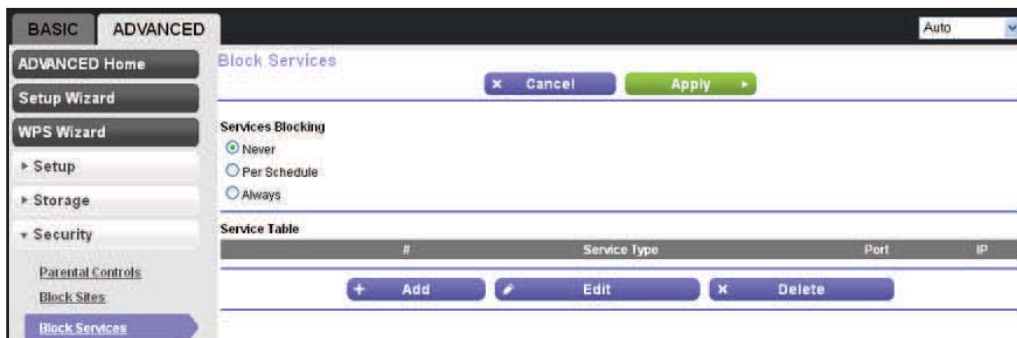 BASIC ADVANCED Auto
ADVANCED Home
Setup Wizard
WPS Wizard
Setup
Storage
Security
Parental Controls
Block Sites
Block Services
Block Services
Cancel Apply
Services Blocking
Never
Per Schedule
Always
Service Table
# Service Type Port IP
Add Edit Delete